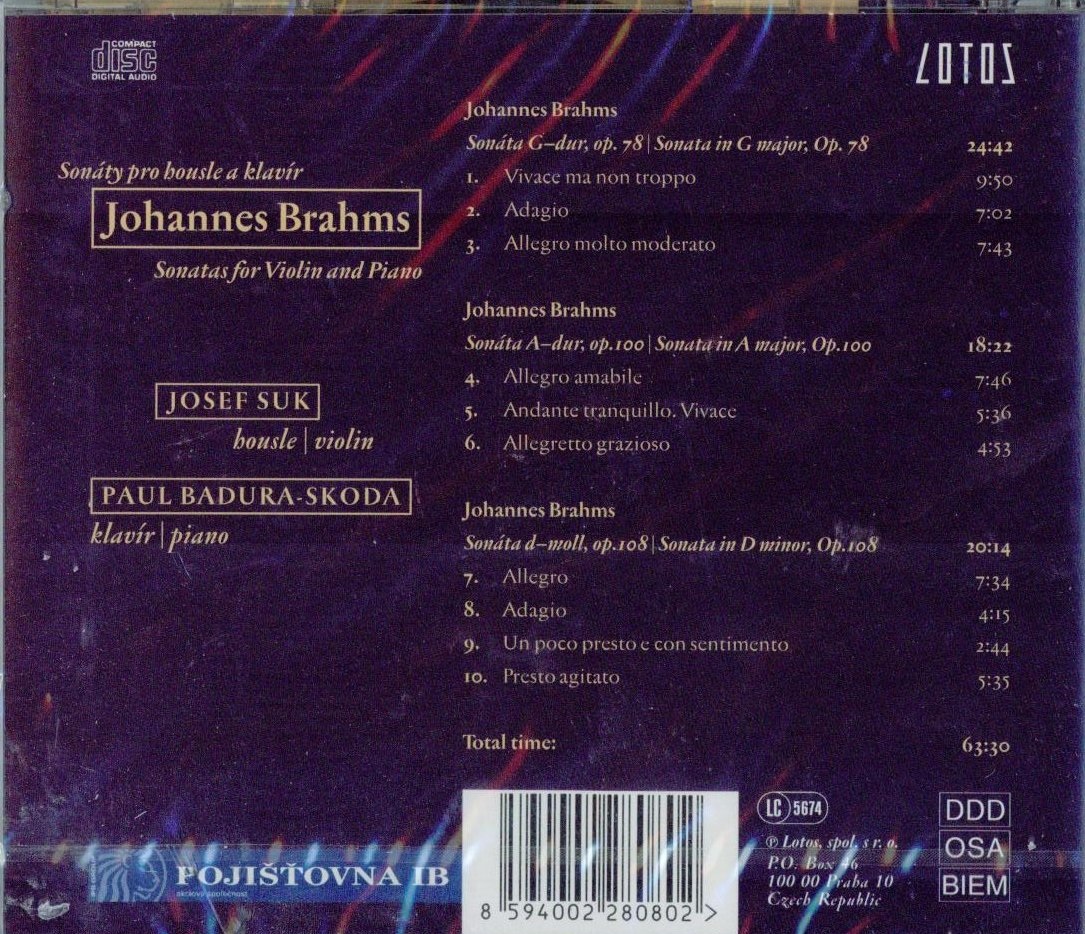 COMPACT
disc
DIGITAL AUDIO
LOTOS
Sonáty pro housle a klavír
Johannes Brahms
Sonatas for Violin and Piano
JOSEF SUK
housle | violin
PAUL BADURA-SKODA
klavír | piano
Johannes Brahms
Sonáta G–dur, op. 78 | Sonata in G major, Op. 78 24:42
1. Vivace ma non troppo 9:50
2. Adagio 7:02
3. Allegro molto moderato 7:43
Johannes Brahms
Sonáta A–dur, op.100 | Sonata in A major, Op.100 18:22
4. Allegro amabile 7:46
5. Andante tranquillo. Vivace 5:36
6. Allegretto grazioso 4:53
Johannes Brahms
Sonáta d–moll, op.108 | Sonata in D minor, Op.108 20:14
7. Allegro 7:34
8. Adagio 4:15
9. Un poco presto e con sentimento 2:44
10. Presto agitato 5:35
Total time: 63:30
POJIŠŤOVNA IB
akciová společnost
8 594002 280802 >
LC 5674
℗ Lotos, spol. s r. o.
P.O. Box 46
100 00 Praha 10
Czech Republic
DDD
OSA
BIEM